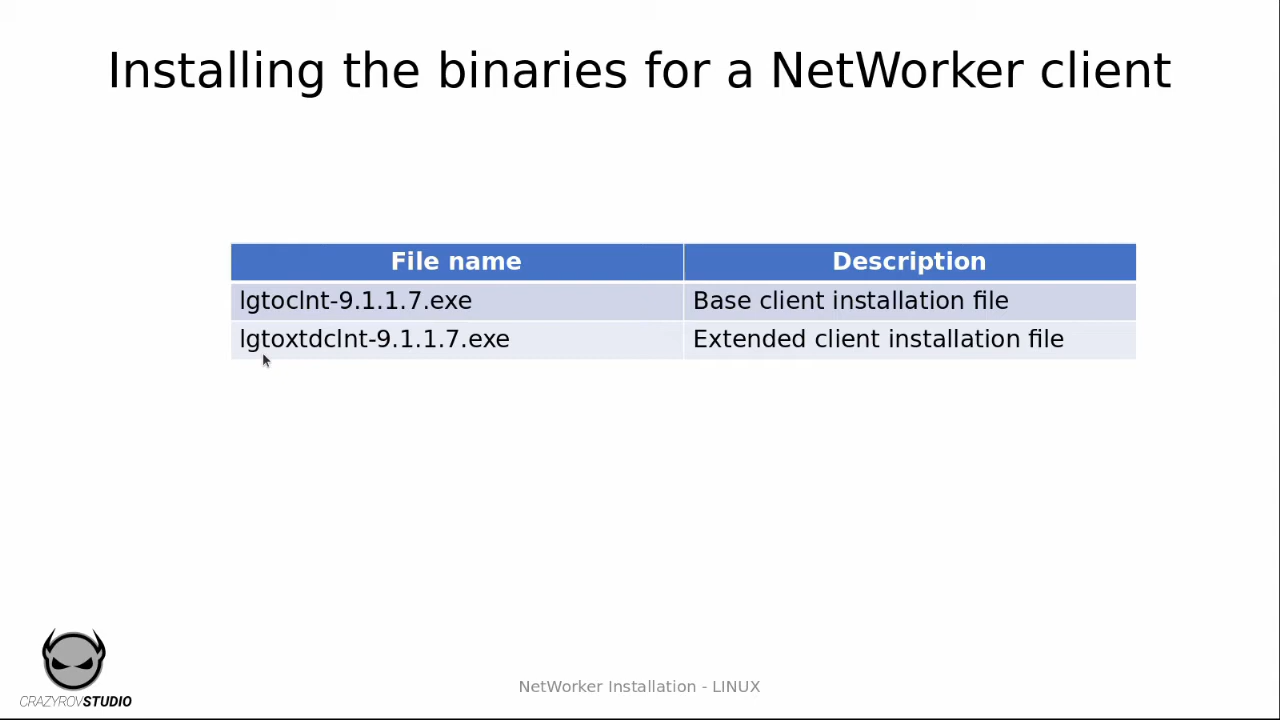 Installing the binaries for a NetWorker client
File name Description
lgtoclnt-9.1.1.7.exe Base client installation file
lgtoxtdclnt-9.1.1.7.exe Extended client installation file
CRAZYROVSTUDIO
NetWorker Installation - LINUX